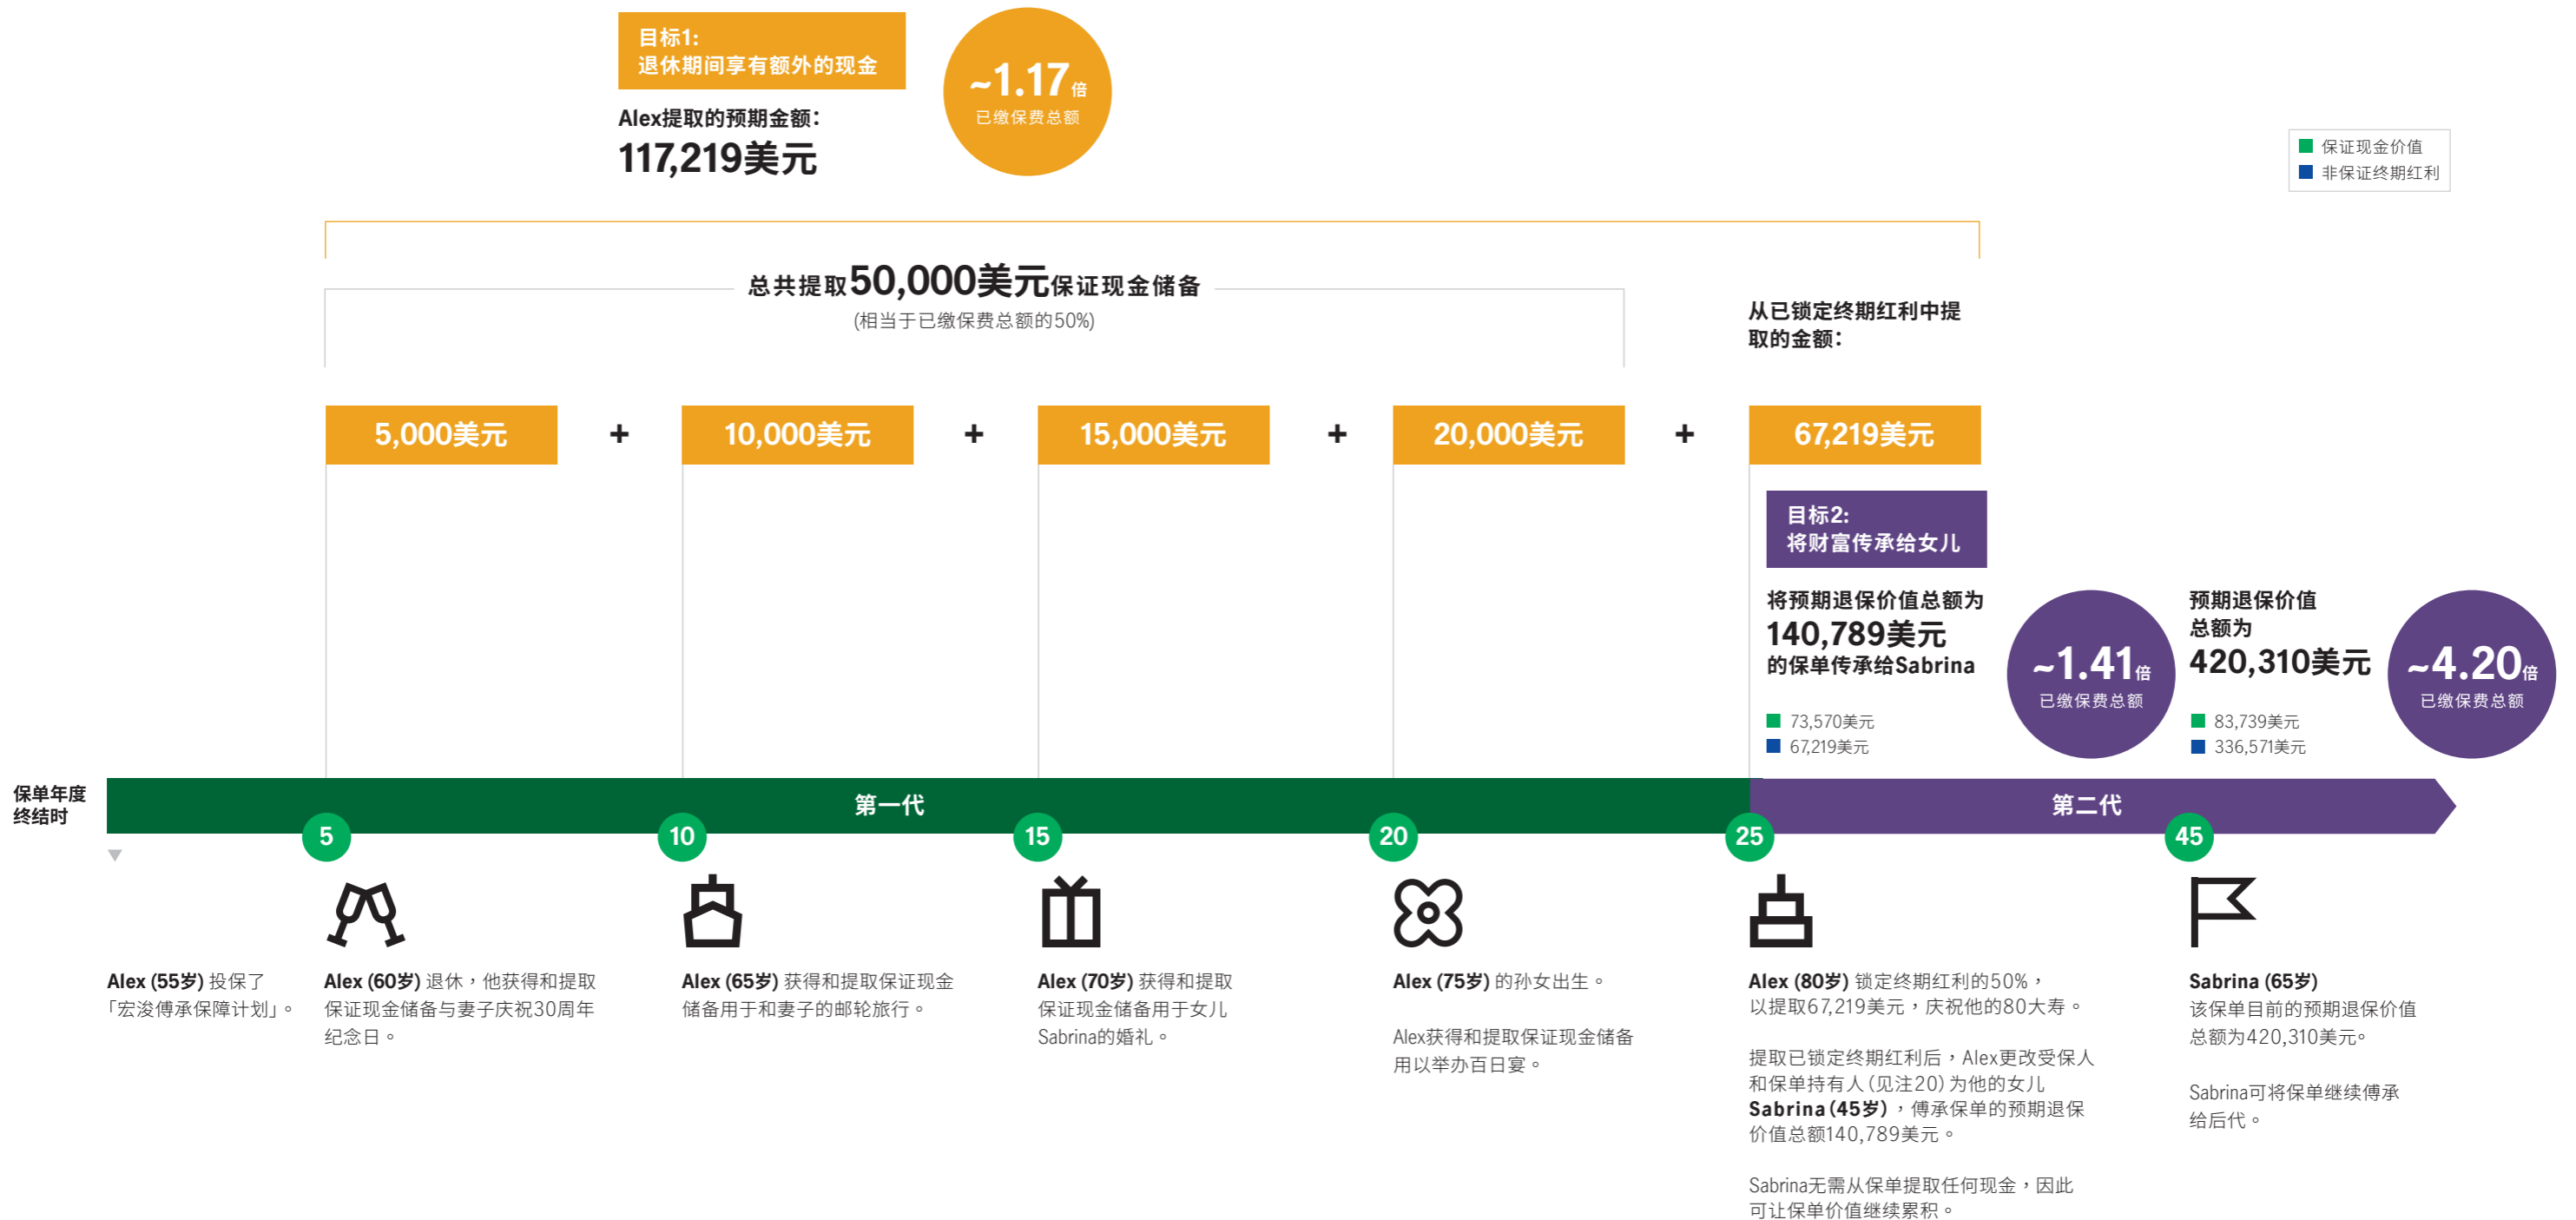 目标1:
退休期间享有额外的现金
Alex提取的预期金额：
117,219美元
~1.17倍
已缴保费总额
保证现金价值
非保证终期红利
总共提取50,000美元保证现金储备
(相当于已缴保费总额的50%)
从已锁定终期红利中提
取的金额：
5,000美元
+
10,000美元
+
15,000美元
+
20,000美元
+
67,219美元
目标2:
将财富传承给女儿
将预期退保价值总额为
140,789美元
的保单传承给Sabrina
73,570美元
67,219美元
~1.41倍
已缴保费总额
预期退保价值
总额为
420,310美元
83,739美元
336,571美元
~4.20倍
已缴保费总额
保单年度
终结时
第一代
第二代
5
10
15
20
25
45
Alex (55岁) 投保了
「宏浚傅承保障计划」。
Alex (60岁) 退休，他获得和提取
保证现金储备与妻子庆祝30周年
纪念日。
Alex (65岁) 获得和提取保证现金
储备用于和妻子的邮轮旅行。
Alex (70岁) 获得和提取
保证现金储备用于女儿
Sabrina的婚礼。
Alex (75岁) 的孙女出生。
Alex获得和提取保证现金储备
用以举办百日宴。
Alex (80岁) 锁定终期红利的50%，
以提取67,219美元，庆祝他的80大寿。
提取已锁定终期红利后，Alex更改受保人
和保单持有人（见注20）为他的女儿
Sabrina（45岁），傅承保单的预期退保
价值总额140,789美元。
Sabrina无需从保单提取任何现金，因此
可让保单价值继续累积。
Sabrina (65岁)
该保单目前的预期退保价值
总额为420,310美元。
Sabrina可将保单继续傅承
给后代。